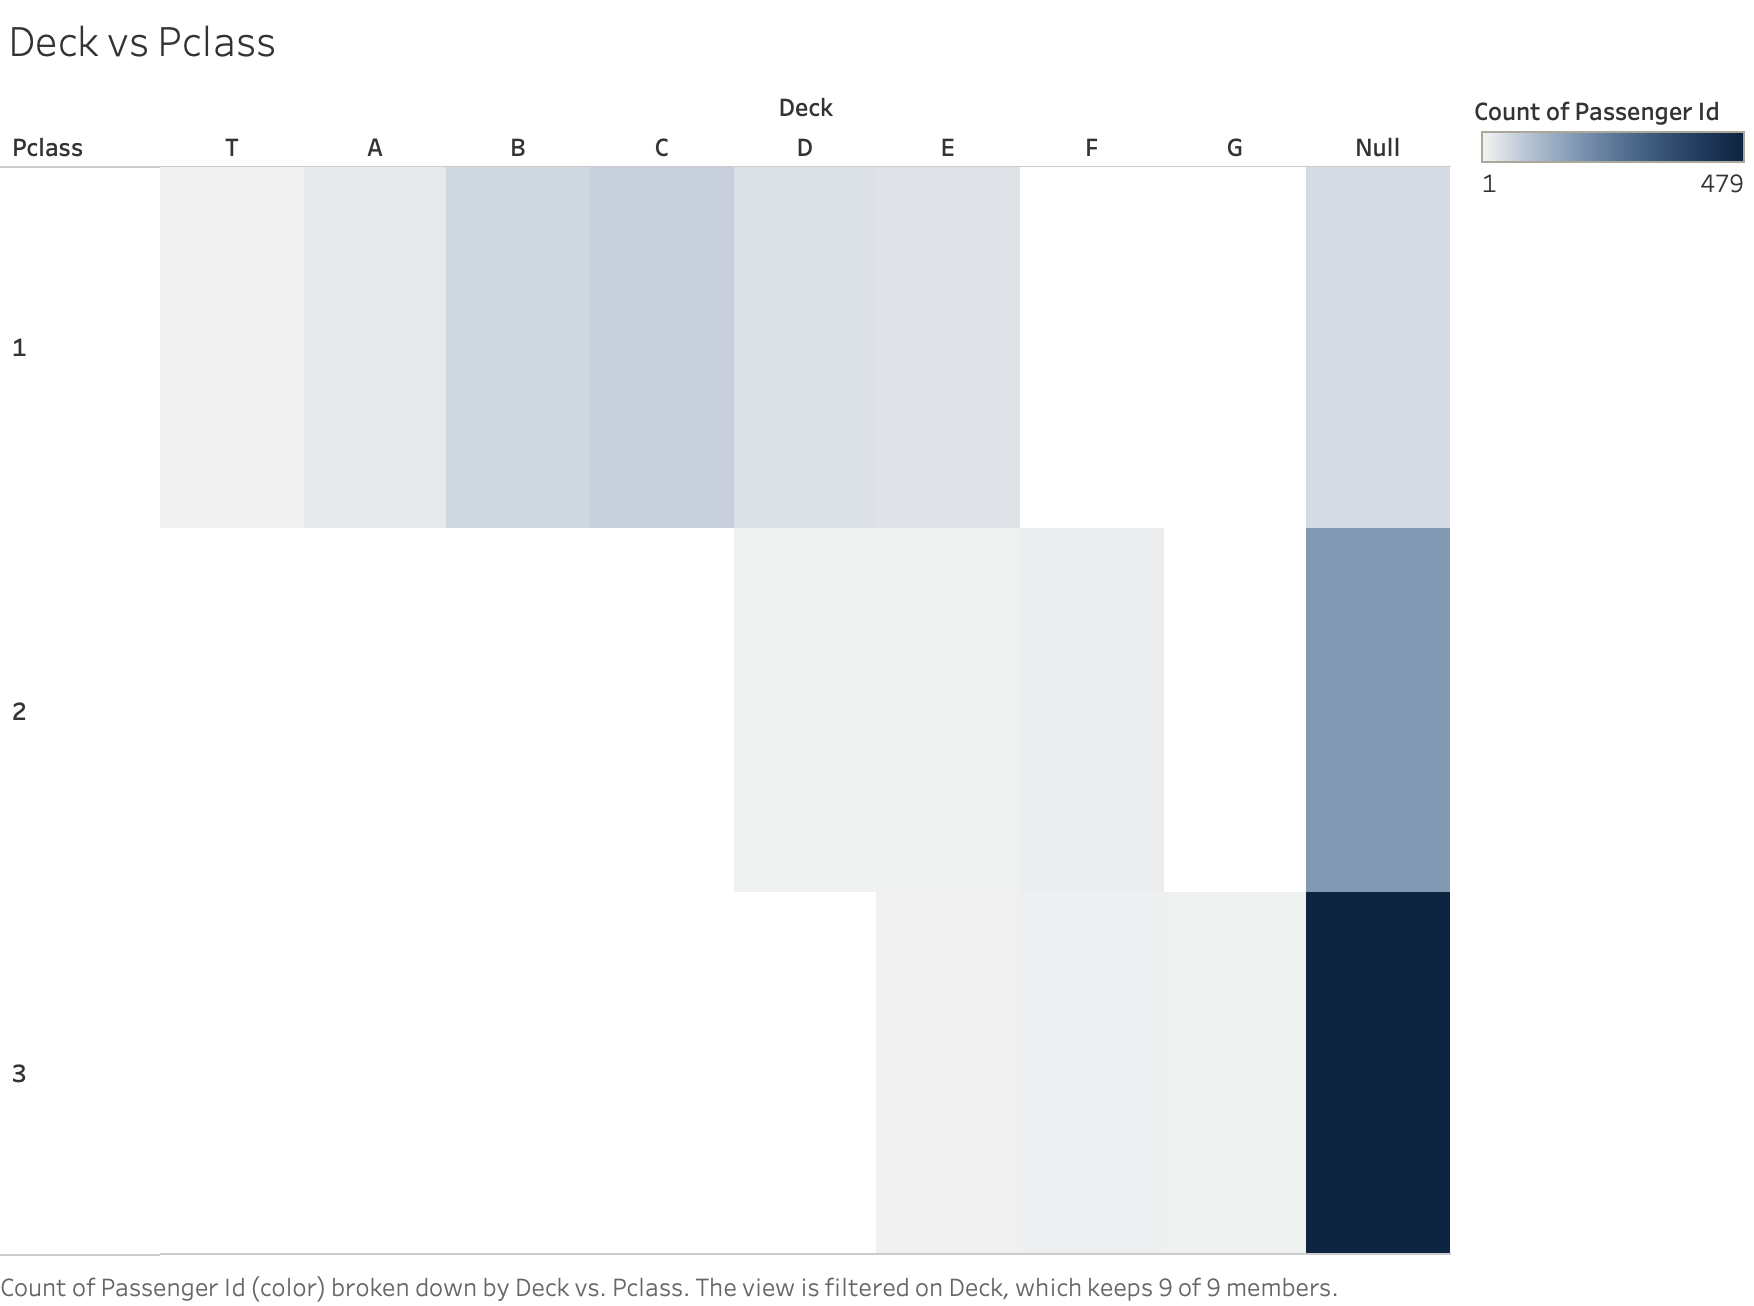 Deck vs Pclass
Deck
Count of Passenger Id
Pclass T A B C D E F G Null
1 479
1
2
3
Count of Passenger Id (color) broken down by Deck vs. Pclass. The view is filtered on Deck, which keeps 9 of 9 members.